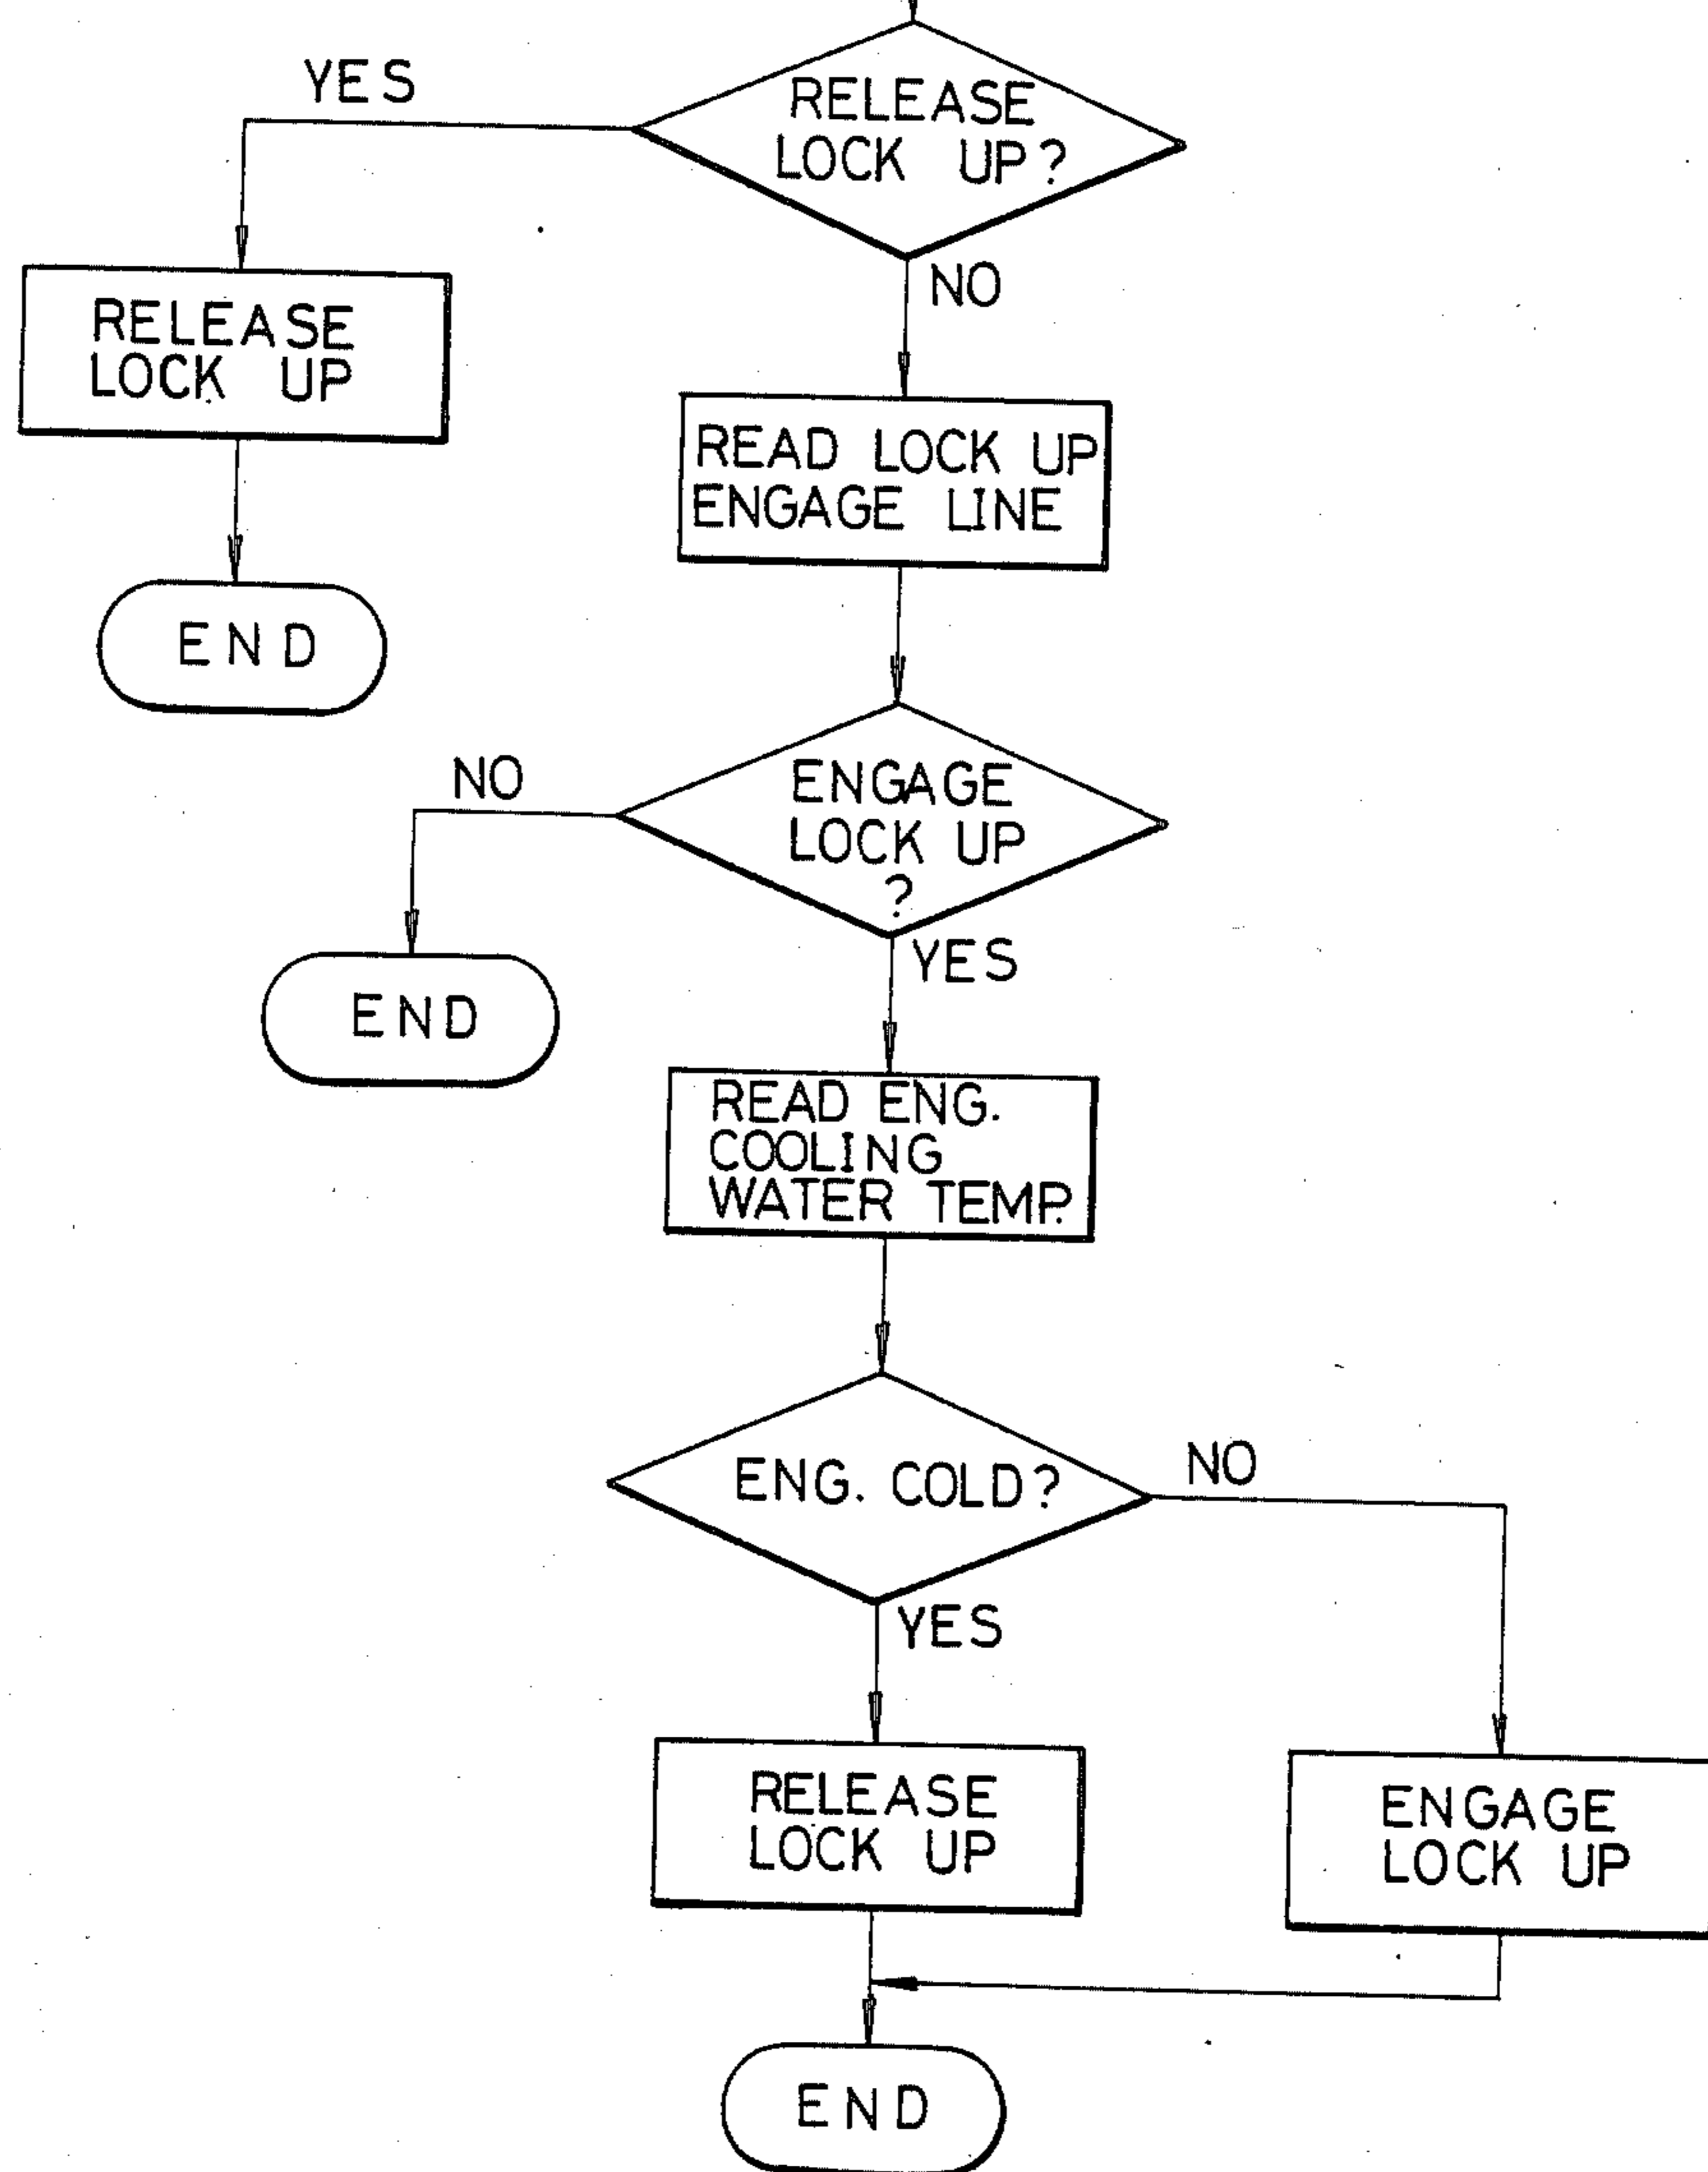 YES
RELEASE
LOCK UP?
NO
RELEASE
LOCK UP
READ LOCK UP
ENGAGE LINE
END
NO
ENGAGE
LOCK UP
?
YES
END
READ ENG.
COOLING
WATER TEMP.
ENG. COLD?
NO
YES
RELEASE
LOCK UP
ENGAGE
LOCK UP
END